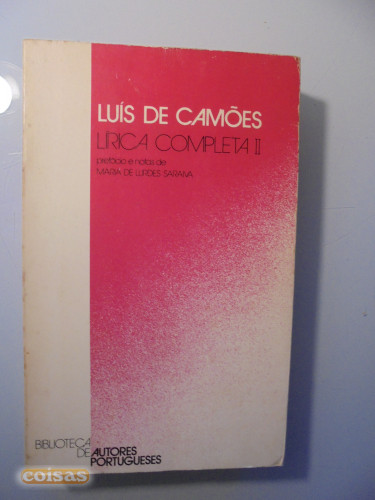 LUÍS DE CAMÕES
LÍRICA COMPLETA II
prefácio e notas de
MARIA DE LURDES SARAIVA
BIBLIOTECA
DE AUTORES
PORTUGUESES
coisas